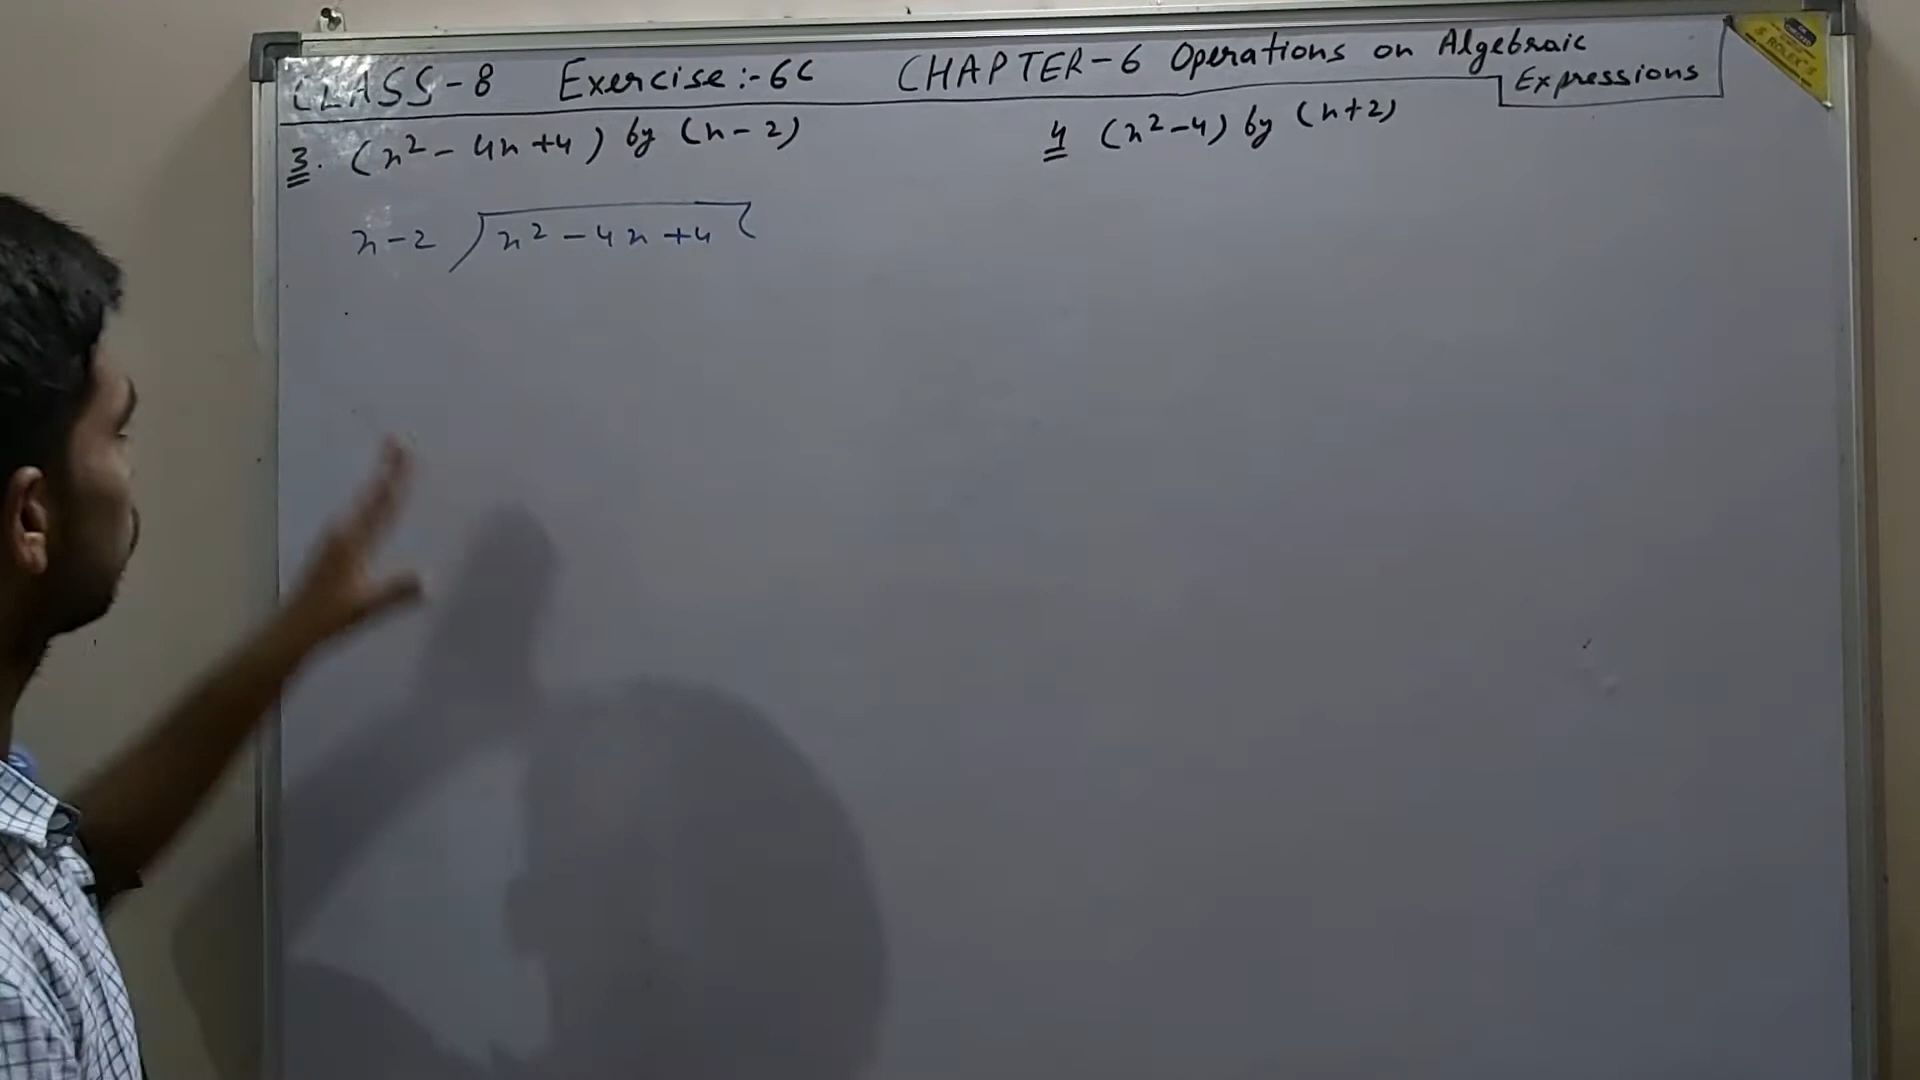 CLASS-8 Exercise:-6C CHAPTER-6 Operations on Algebraic
Expressions
3. (x² - 4x + 4) by (x - 2)
4 (x² - 4) by (x + 2)
x - 2 ) x² - 4x + 4 (